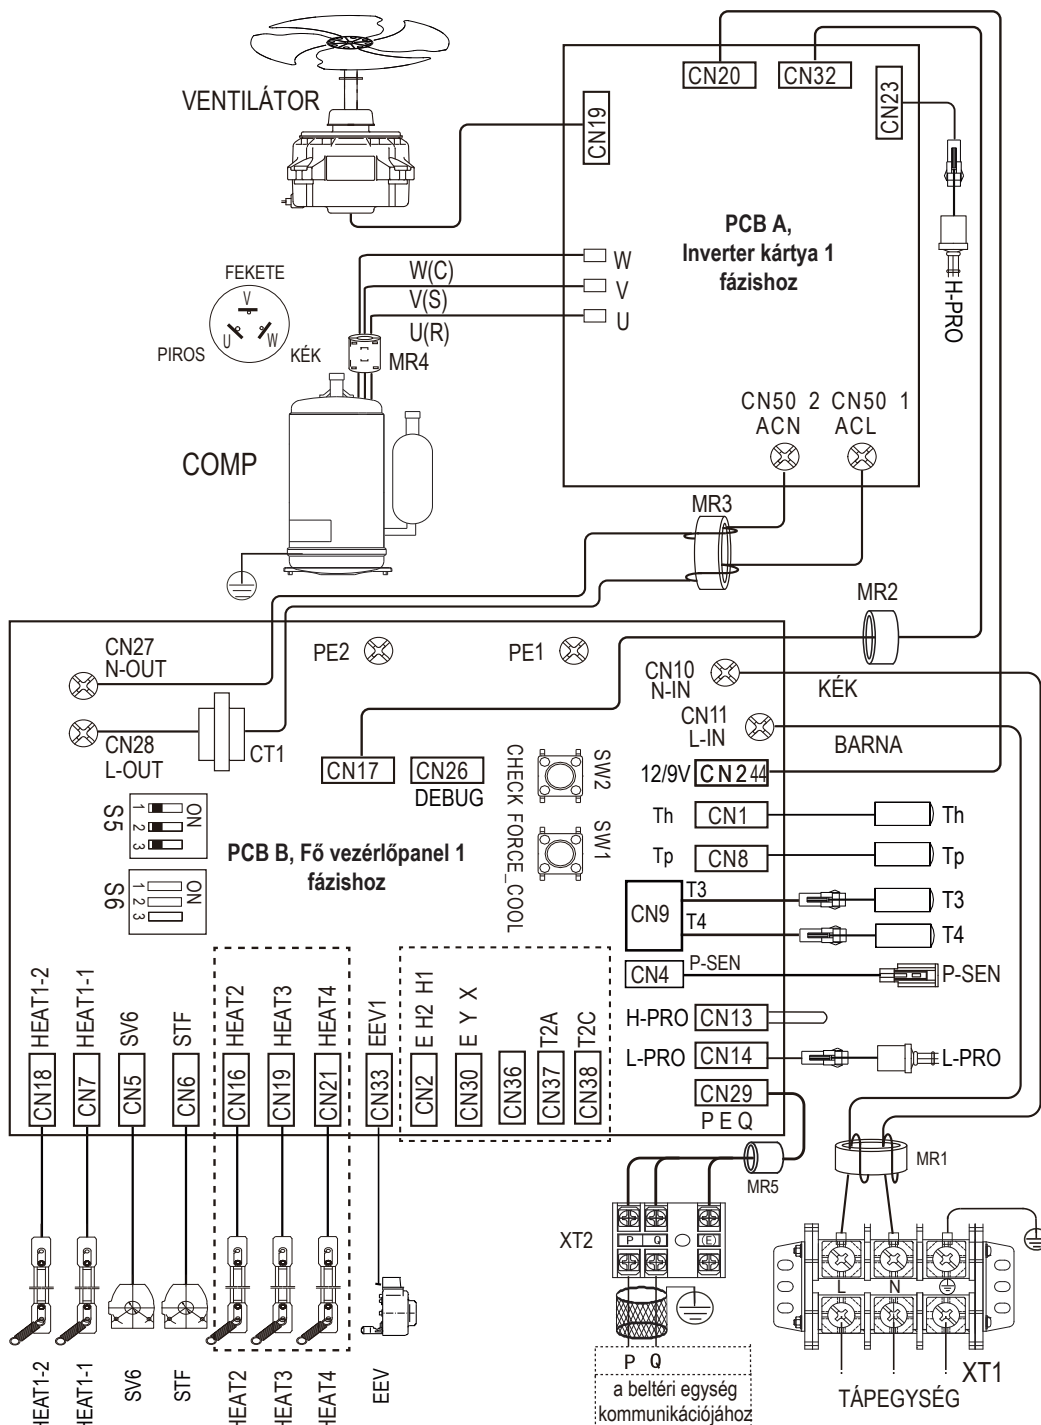 VENTILÁTOR
CN20
CN32
CN23
CN19
H-PRO
PCB A,
Inverter kártya 1
fázishoz
W
V
U
W(C)
V(S)
U(R)
FEKETE
V
U
W
PIROS
KÉK
MR4
COMP
CN50 2 CN50 1
ACN
ACL
MR3
MR2
CN27
N-OUT
PE2
PE1
CN10
N-IN
KÉK
CN11
L-IN
BARNA
CN28
L-OUT
CT1
CN17
CN26
DEBUG
SW2
SW1
CHECK FORCE_COOL
12/9V
CN244
S5
ON
1 2 3
S6
ON
1 2 3
PCB B, Fő vezérlőpanel 1
fázishoz
Th
CN1
Th
Tp
CN8
Tp
CN9
T3
T3
T4
T4
CN4
P-SEN
P-SEN
H-PRO
CN13
L-PRO
CN14
L-PRO
CN29
P E Q
HEAT1-2
HEAT1-1
SV6
STF
HEAT2
HEAT3
HEAT4
EEV1
E H2 H1
E Y X
T2A
T2C
CN18
CN7
CN5
CN6
CN16
CN19
CN21
CN33
CN2
CN30
CN36
CN37
CN38
MR5
MR1
XT2
P
Q
(E)
L
N
XT1
TÁPEGYSÉG
HEAT1-2
HEAT1-1
SV6
STF
HEAT2
HEAT3
HEAT4
EEV
P Q
a beltéri egység
kommunikációjához